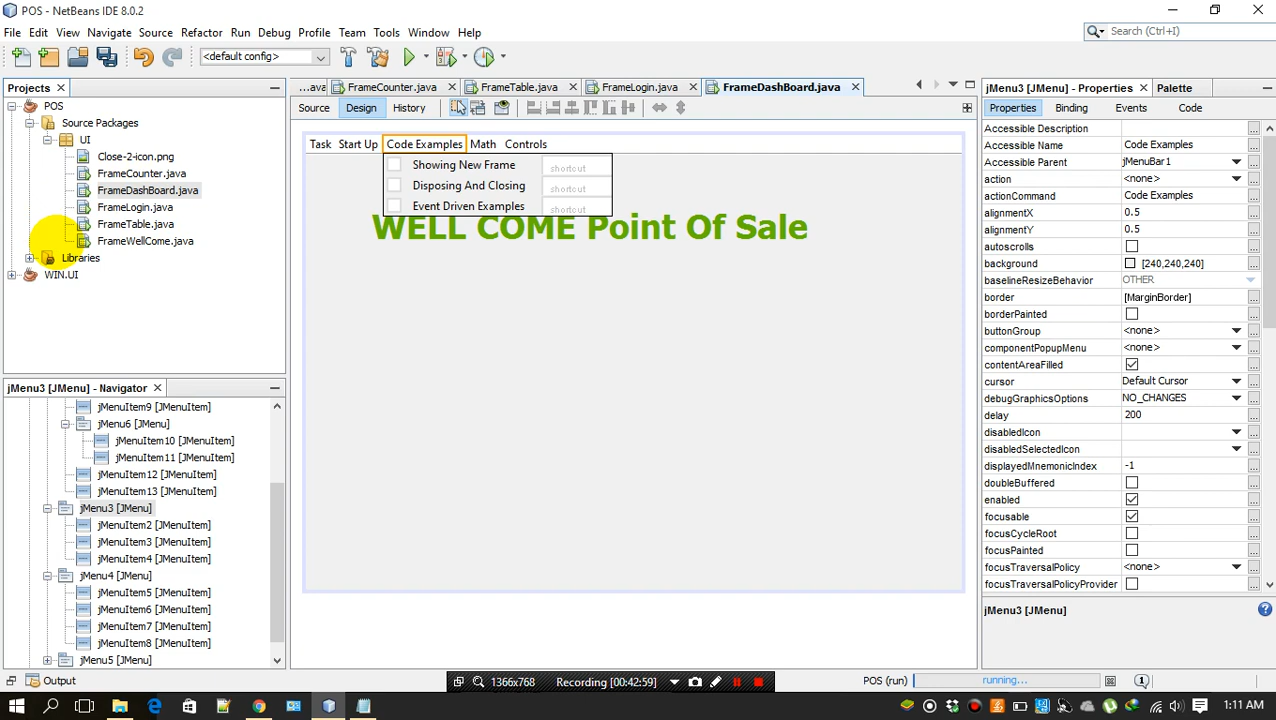 POS - NetBeans IDE 8.0.2
File Edit View Navigate Source Refactor Run Debug Profile Team Tools Window Help
Search (Ctrl+I)
<default config>
Projects
...ava FrameCounter.java FrameTable.java FrameLogin.java FrameDashBoard.java
jMenu3 [JMenu] - Properties Palette
Source Design History
Properties Binding Events Code
POS
Source Packages
UI
Close-2-icon.png
FrameCounter.java
FrameDashBoard.java
FrameLogin.java
FrameTable.java
FrameWellCome.java
Libraries
WIN.UI
jMenu3 [JMenu] - Navigator
jMenuItem9 [JMenuItem]
jMenu6 [JMenu]
jMenuItem10 [JMenuItem]
jMenuItem11 [JMenuItem]
jMenuItem12 [JMenuItem]
jMenuItem13 [JMenuItem]
jMenu3 [JMenu]
jMenuItem2 [JMenuItem]
jMenuItem3 [JMenuItem]
jMenuItem4 [JMenuItem]
jMenu4 [JMenu]
jMenuItem5 [JMenuItem]
jMenuItem6 [JMenuItem]
jMenuItem7 [JMenuItem]
jMenuItem8 [JMenuItem]
jMenu5 [JMenu]
Task Start Up Code Examples Math Controls
Showing New Frame shortcut
Disposing And Closing shortcut
Event Driven Examples shortcut
WELL COME Point Of Sale
Accessible Description
Accessible Name Code Examples
Accessible Parent jMenuBar1
action <none>
actionCommand Code Examples
alignmentX 0.5
alignmentY 0.5
autoscrolls
background [240,240,240]
baselineResizeBehavior OTHER
border [MarginBorder]
borderPainted
buttonGroup <none>
componentPopupMenu <none>
contentAreaFilled
cursor Default Cursor
debugGraphicsOptions NO_CHANGES
delay 200
disabledIcon
disabledSelectedIcon
displayedMnemonicIndex -1
doubleBuffered
enabled
focusable
focusCycleRoot
focusPainted
focusTraversalPolicy <none>
focusTraversalPolicyProvider
jMenu3 [JMenu]
Output
1366x768 Recording [00:42:59]
POS (run) running... 1
1:11 AM